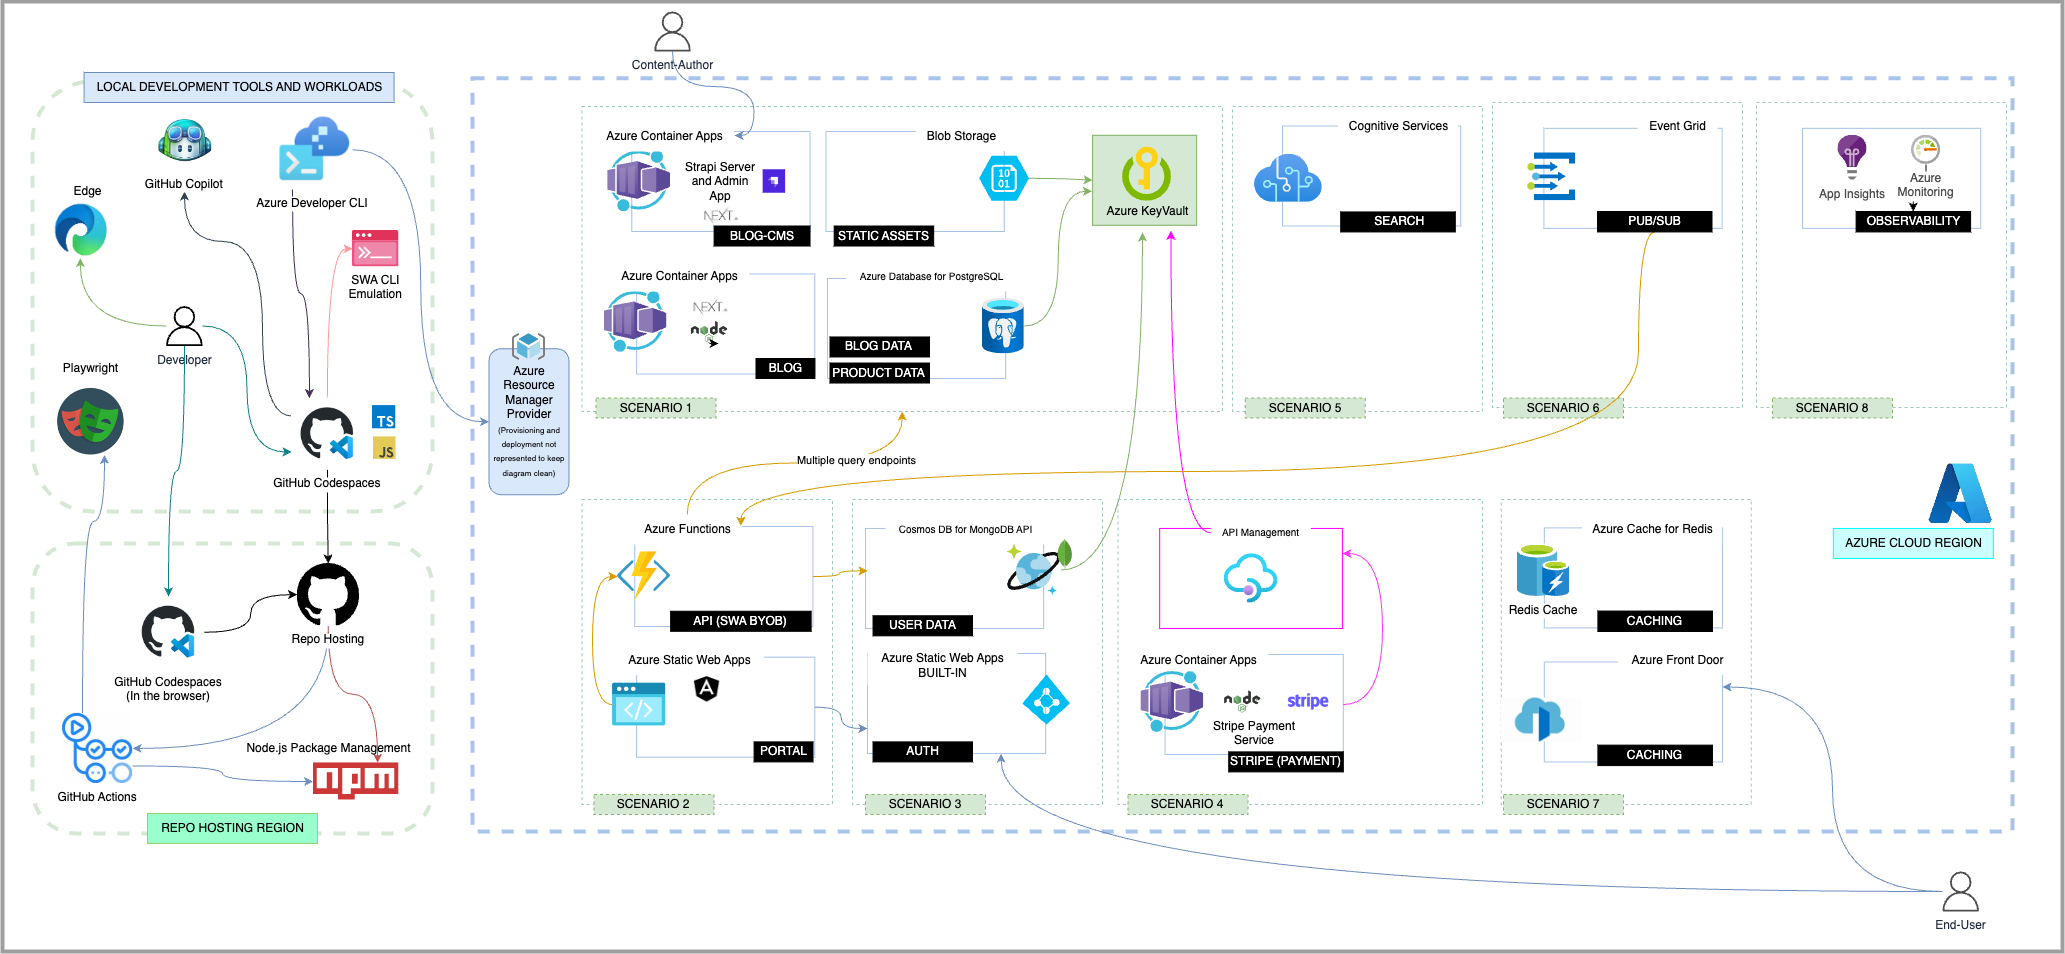 Content-Author
LOCAL DEVELOPMENT TOOLS AND WORKLOADS
GitHub Copilot
Azure Developer CLI
Edge
SWA CLI
Emulation
Developer
Playwright
TS
JS
GitHub Codespaces
Repo Hosting
GitHub Codespaces
(In the browser)
Node.js Package Management
npm
GitHub Actions
REPO HOSTING REGION
Azure
Resource
Manager
Provider
(Provisioning and
deployment not
represented to keep
diagram clean)
Azure Container Apps
Strapi Server
and Admin
App
NEXT.
BLOG-CMS
Blob Storage
10
01
STATIC ASSETS
Azure KeyVault
Azure Container Apps
NEXT.
node
BLOG
Azure Database for PostgreSQL
BLOG DATA
PRODUCT DATA
SCENARIO 1
Cognitive Services
SEARCH
SCENARIO 5
Event Grid
PUB/SUB
SCENARIO 6
App Insights
Azure
Monitoring
OBSERVABILITY
SCENARIO 8
Multiple query endpoints
Azure Functions
API (SWA BYOB)
Azure Static Web Apps
PORTAL
SCENARIO 2
Cosmos DB for MongoDB API
USER DATA
Azure Static Web Apps
BUILT-IN
AUTH
SCENARIO 3
API Management
Azure Container Apps
node
stripe
Stripe Payment
Service
STRIPE (PAYMENT)
SCENARIO 4
Azure Cache for Redis
Redis Cache
CACHING
Azure Front Door
CACHING
SCENARIO 7
AZURE CLOUD REGION
End-User